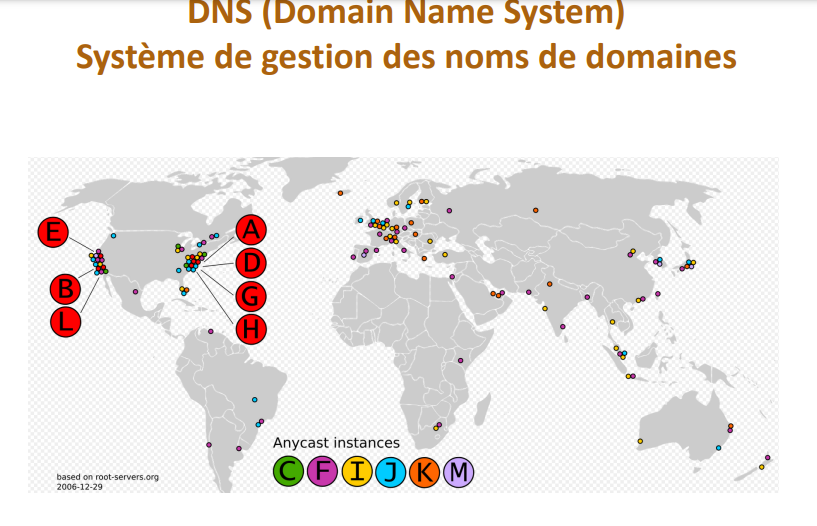 DNS (Domain Name System)
Système de gestion des noms de domaines
E
B
L
A
D
G
H
Anycast instances
C F I J K M
based on root-servers.org
2006-12-29